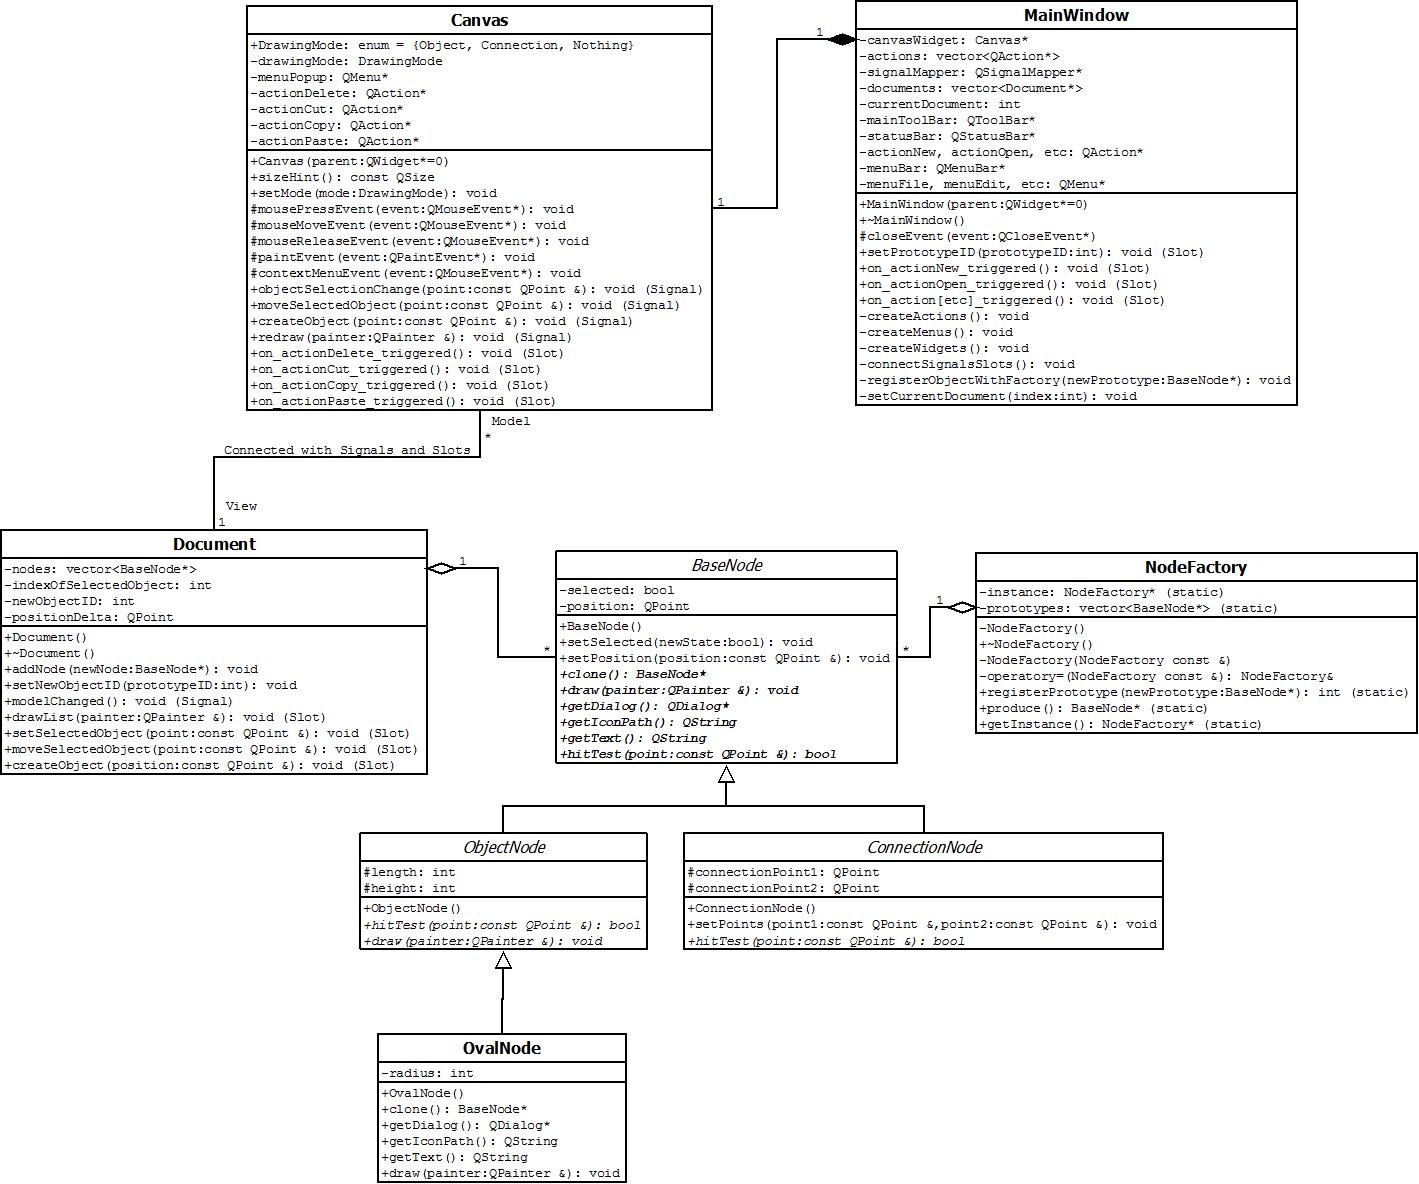 Canvas
+DrawingMode: enum = {Object, Connection, Nothing}
-drawingMode: DrawingMode
-menuPopup: QMenu*
-actionDelete: QAction*
-actionCut: QAction*
-actionCopy: QAction*
-actionPaste: QAction*
+Canvas(parent:QWidget*=0)
+sizeHint(): const QSize
+setMode(mode:DrawingMode): void
#mousePressEvent(event:QMouseEvent*): void
#mouseMoveEvent(event:QMouseEvent*): void
#mouseReleaseEvent(event:QMouseEvent*): void
#paintEvent(event:QPaintEvent*): void
#contextMenuEvent(event:QMouseEvent*): void
+objectSelectionChange(point:const QPoint &): void (Signal)
+moveSelectedObject(point:const QPoint &): void (Signal)
+createObject(point:const QPoint &): void (Signal)
+redraw(painter:QPainter &): void (Signal)
+on_actionDelete_triggered(): void (Slot)
+on_actionCut_triggered(): void (Slot)
+on_actionCopy_triggered(): void (Slot)
+on_actionPaste_triggered(): void (Slot)
1
1
MainWindow
-canvasWidget: Canvas*
-actions: vector<QAction*>
-signalMapper: QSignalMapper*
-documents: vector<Document*>
-currentDocument: int
-mainToolBar: QToolBar*
-statusBar: QStatusBar*
-actionNew, actionOpen, etc: QAction*
-menuBar: QMenuBar*
-menuFile, menuEdit, etc: QMenu*
+MainWindow(parent:QWidget*=0)
+~MainWindow()
#closeEvent(event:QCloseEvent*)
+setPrototypeID(prototypeID:int): void (Slot)
+on_actionNew_triggered(): void (Slot)
+on_actionOpen_triggered(): void (Slot)
+on_action[etc]_triggered(): void (Slot)
-createActions(): void
-createMenus(): void
-createWidgets(): void
-connectSignalsSlots(): void
-registerObjectWithFactory(newPrototype:BaseNode*): void
-setCurrentDocument(index:int): void
Model
*
Connected with Signals and Slots
View
1
Document
-nodes: vector<BaseNode*>
-indexOfSelectedObject: int
-newObjectID: int
-positionDelta: QPoint
+Document()
+~Document()
+addNode(newNode:BaseNode*): void
+setNewObjectID(prototypeID:int): void
+modelChanged(): void (Signal)
+drawList(painter:QPainter &): void (Slot)
+setSelectedObject(point:const QPoint &): void (Slot)
+moveSelectedObject(point:const QPoint &): void (Slot)
+createObject(position:const QPoint &): void (Slot)
1
*
BaseNode
-selected: bool
-position: QPoint
+BaseNode()
+setSelected(newState:bool): void
+setPosition(position:const QPoint &): void
+clone(): BaseNode*
+draw(painter:QPainter &): void
+getDialog(): QDialog*
+getIconPath(): QString
+getText(): QString
+hitTest(point:const QPoint &): bool
1
*
NodeFactory
-instance: NodeFactory* (static)
-prototypes: vector<BaseNode*> (static)
-NodeFactory()
+~NodeFactory()
-NodeFactory(NodeFactory const &)
-operatory=(NodeFactory const &): NodeFactory&
+registerPrototype(newPrototype:BaseNode*): int (static)
+produce(): BaseNode* (static)
+getInstance(): NodeFactory* (static)
ObjectNode
#length: int
#height: int
+ObjectNode()
+hitTest(point:const QPoint &): bool
+draw(painter:QPainter &): void
ConnectionNode
#connectionPoint1: QPoint
#connectionPoint2: QPoint
+ConnectionNode()
+setPoints(point1:const QPoint &,point2:const QPoint &): void
+hitTest(point:const QPoint &): bool
OvalNode
-radius: int
+OvalNode()
+clone(): BaseNode*
+getDialog(): QDialog*
+getIconPath(): QString
+getText(): QString
+draw(painter:QPainter &): void